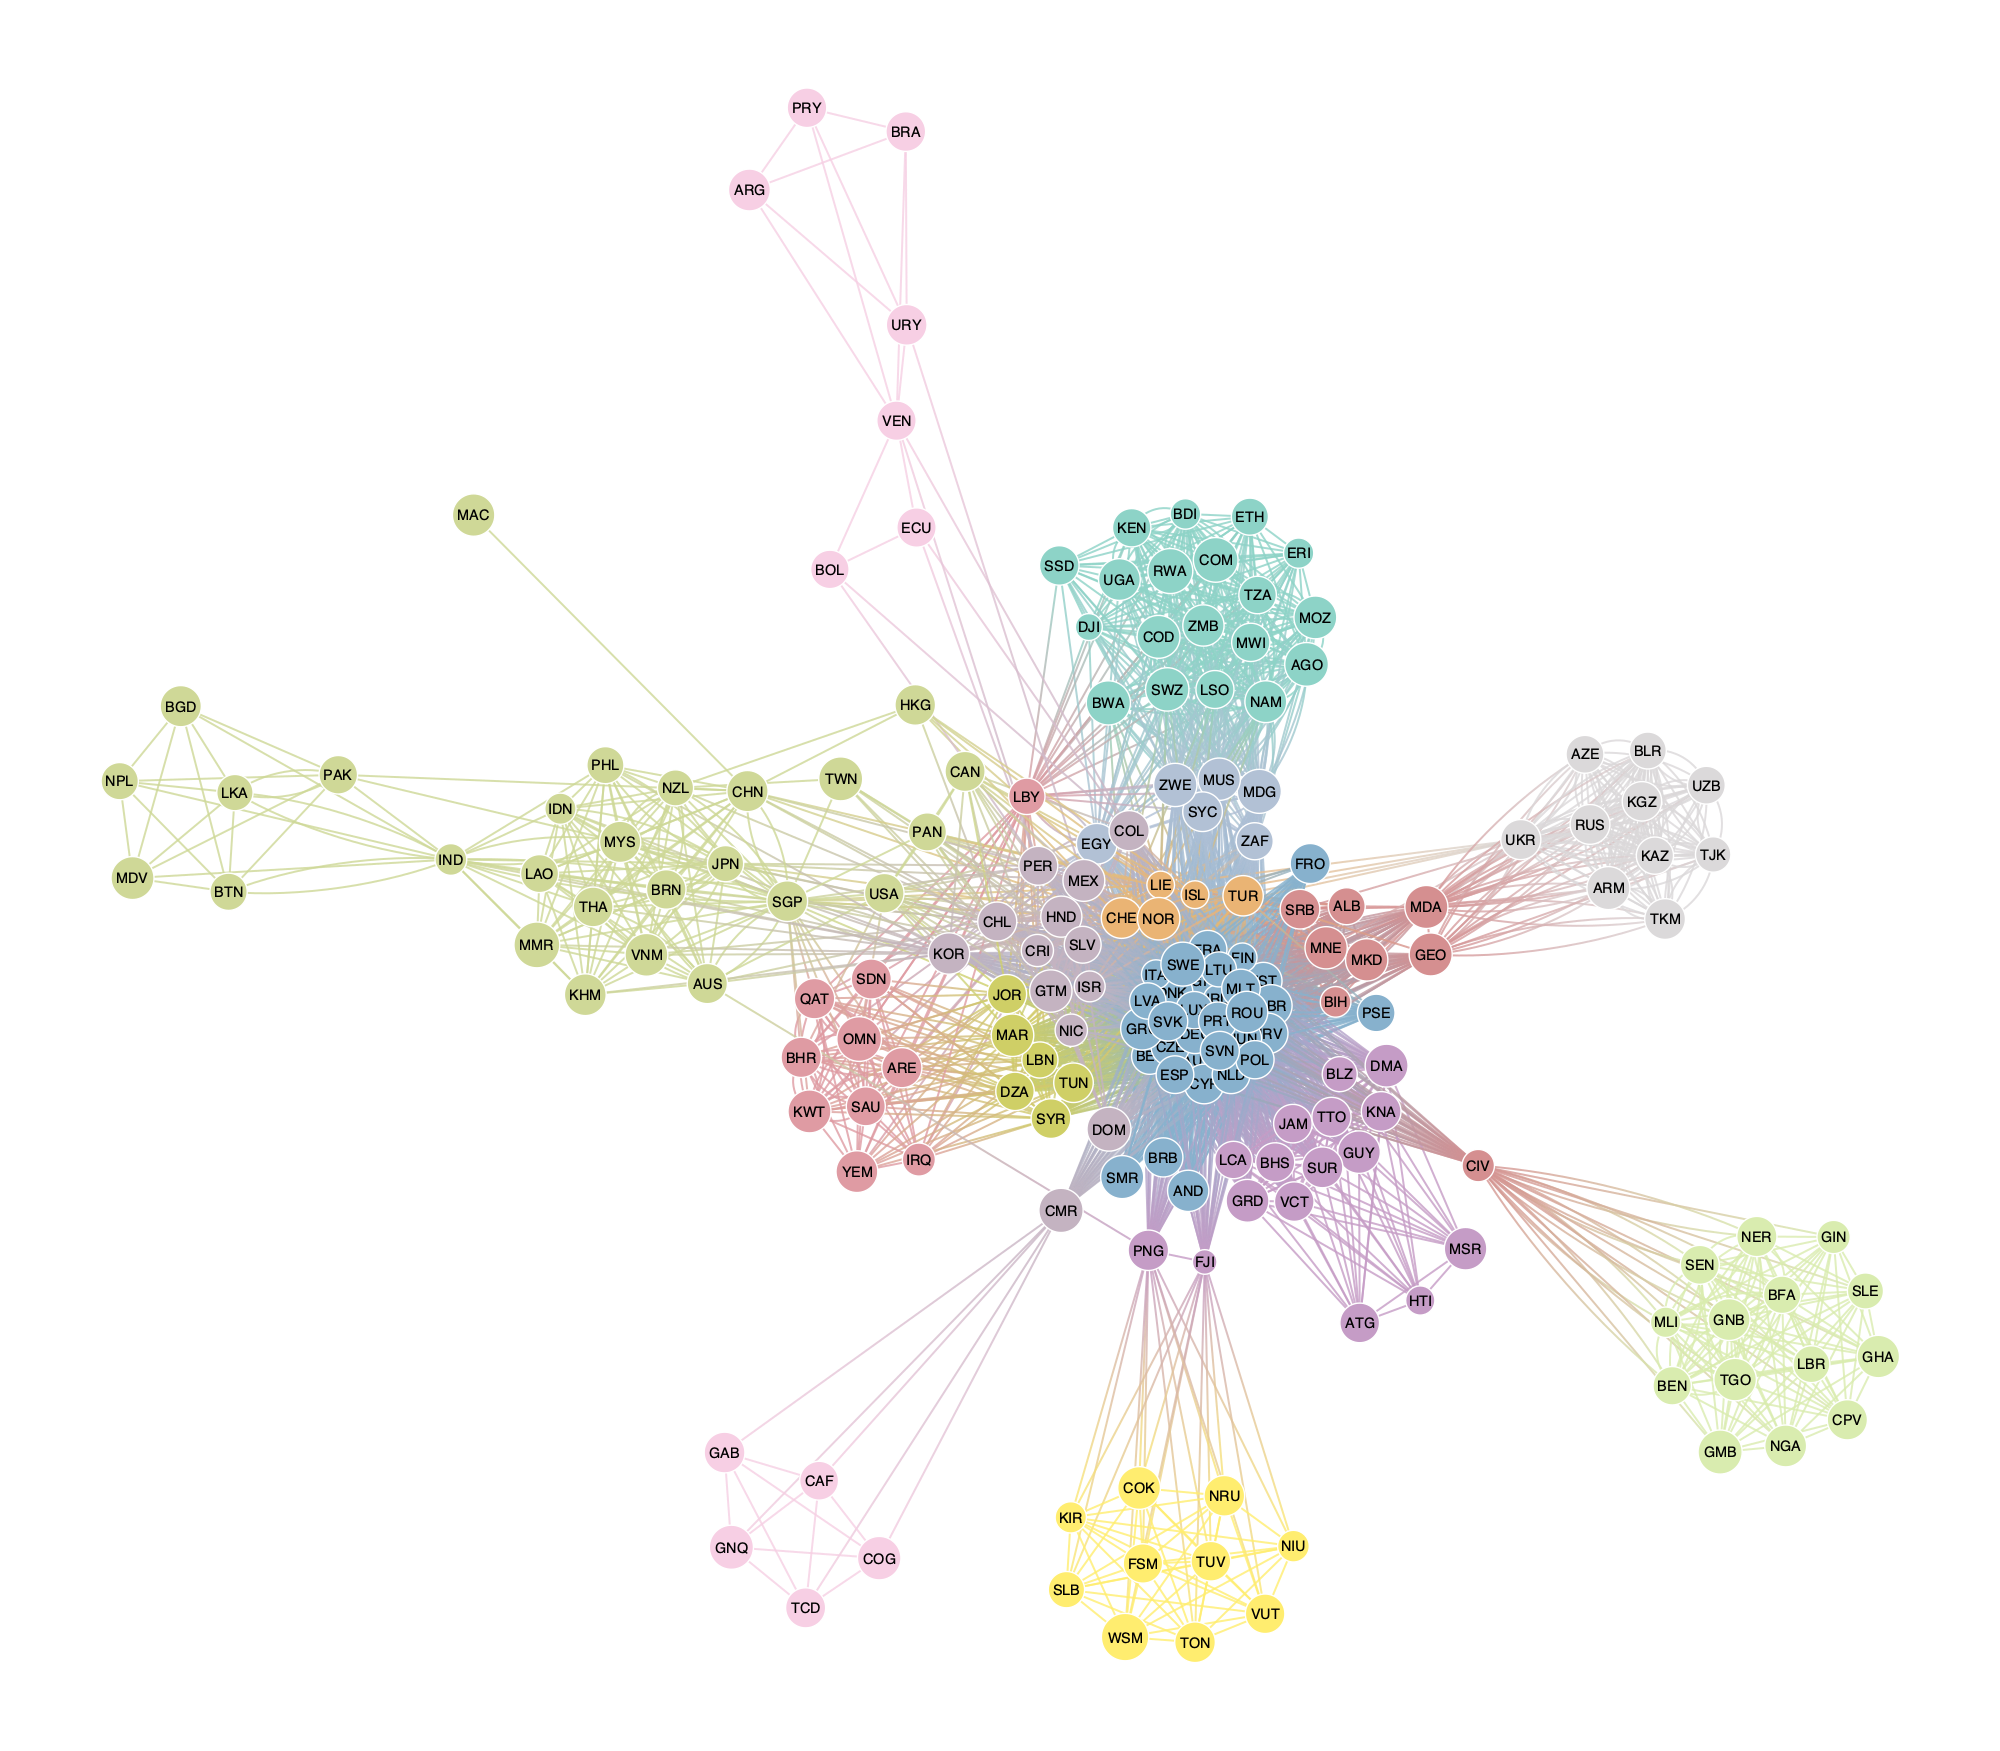 PRY
BRA
ARG
URY
VEN
MAC
ECU
BOL
KEN
BDI
ETH
ERI
SSD
UGA
RWA
COM
TZA
MOZ
DJI
COD
ZMB
MWI
AGO
SWZ
LSO
NAM
BWA
HKG
BGD
NPL
LKA
PAK
MDV
BTN
IND
PHL
IDN
NZL
CHN
TWN
CAN
MYS
LAO
JPN
PAN
BRN
THA
SGP
USA
MMR
VNM
AUS
KHM
LBY
ZWE
MUS
MDG
SYC
ZAF
EGY
COL
PER
MEX
HND
CHL
CRI
SLV
KOR
GTM
ISR
NIC
LIE
ISL
TUR
CHE
NOR
FRO
SRB
ALB
MDA
MNE
MKD
GEO
BIH
PSE
AZE
BLR
UZB
KGZ
RUS
UKR
KAZ
TJK
ARM
TKM
SWE
LTU
MLT
LVA
SVK
PRT
ROU
SVN
POL
ESP
NLD
SDN
QAT
OMN
BHR
ARE
KWT
SAU
YEM
IRQ
JOR
MAR
LBN
DZA
TUN
SYR
DOM
CMR
SMR
BRB
AND
BLZ
DMA
JAM
TTO
KNA
LCA
BHS
SUR
GUY
GRD
VCT
PNG
FJI
MSR
HTI
ATG
CIV
NER
GIN
SEN
BFA
SLE
MLI
GNB
LBR
GHA
BEN
TGO
CPV
GMB
NGA
GAB
CAF
GNQ
COG
TCD
COK
NRU
KIR
NIU
FSM
TUV
SLB
VUT
WSM
TON